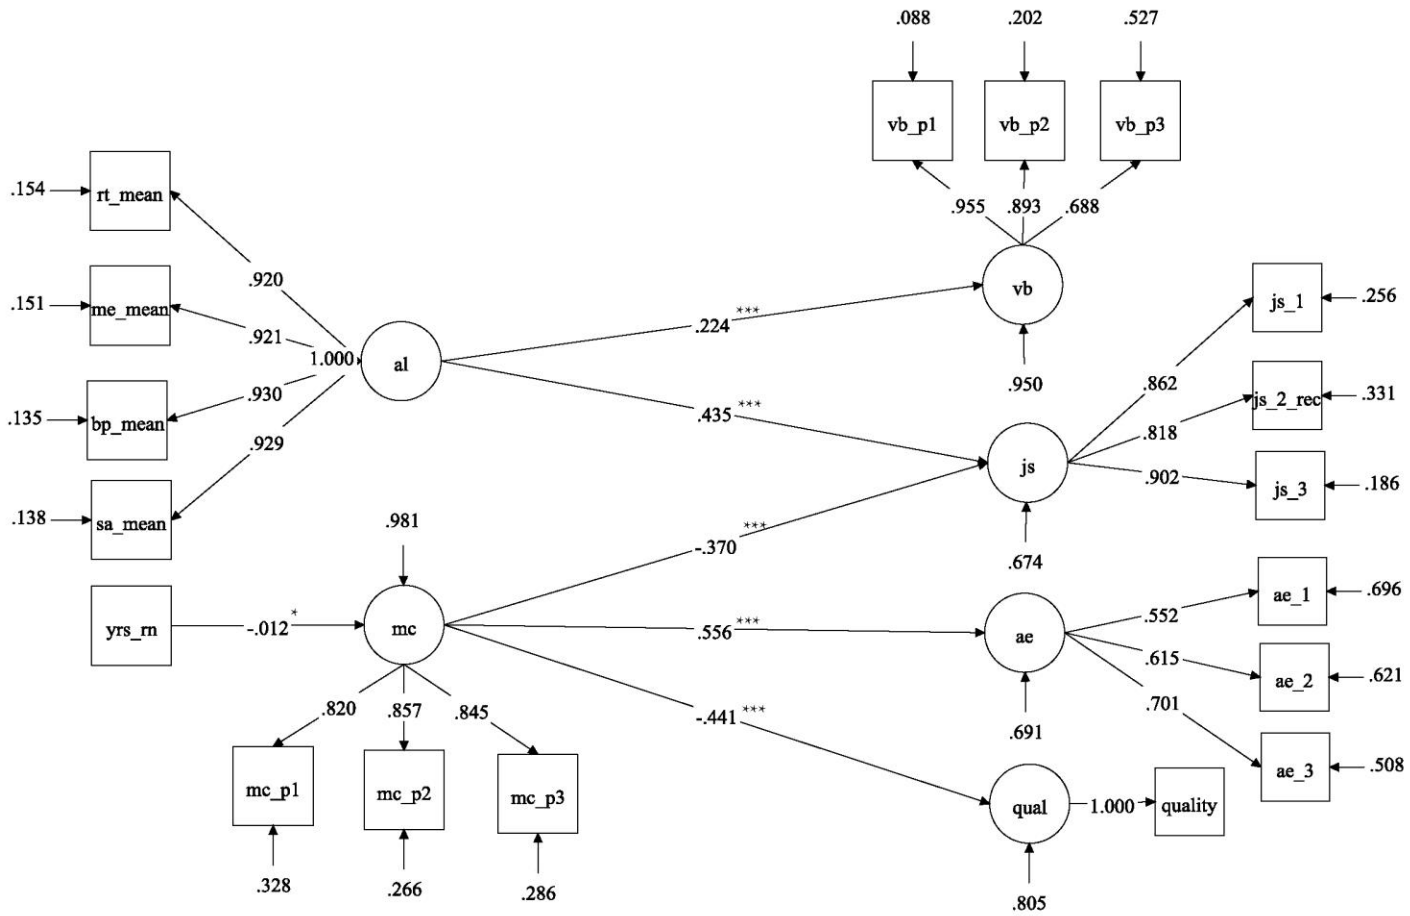 .088 .202 .527
vb_p1 vb_p2 vb_p3
.154 rt_mean
.955 .893 .688
.920
vb
.151 me_mean
js_1 .256
.224 ***
.921
1.000 al
.950
.862
.930
js_2_rec .331
.135 bp_mean
.435 ***
.818
.929
js
.902
js_3 .186
.138 sa_mean
.981
-.370 ***
.674
ae_1 .696
yrs_rn -.012 * mc
.556 ***
ae
.552
.615
ae_2 .621
.820 .857 .845
-.441 ***
.691
.701
ae_3 .508
mc_p1 mc_p2 mc_p3
qual 1.000 quality
.328 .266 .286
.805